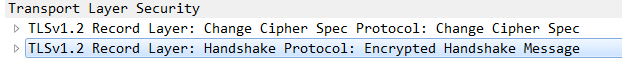 Transport Layer Security
TLSv1.2 Record Layer: Change Cipher Spec Protocol: Change Cipher Spec
TLSv1.2 Record Layer: Handshake Protocol: Encrypted Handshake Message